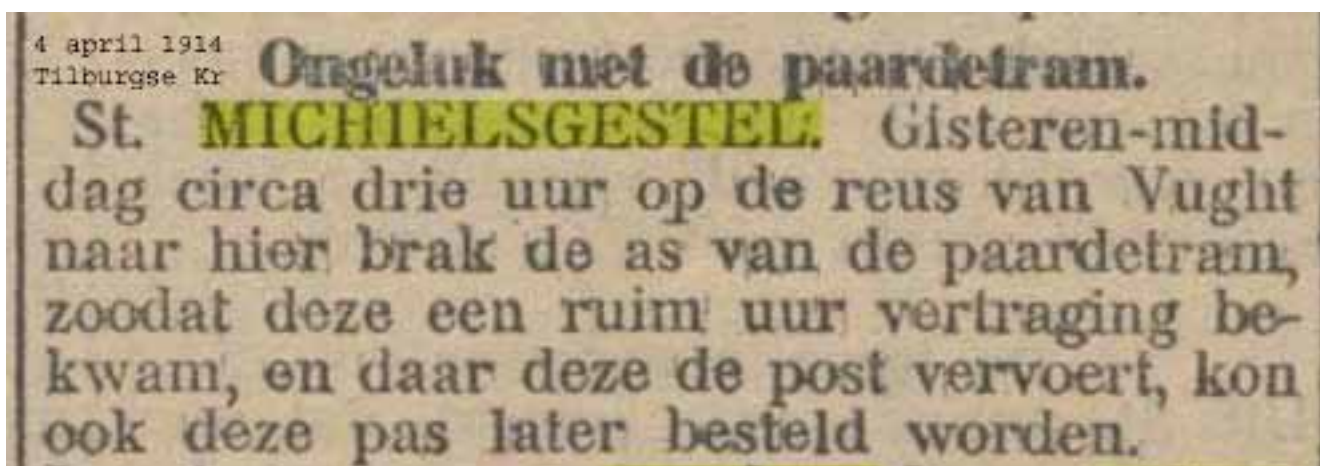 4 april 1914
Tilburgse Kr
Ongeluk met de paardetram.
St. MICHIELSGESTEL. Gisteren-mid-
dag circa drie uur op de reus van Vught
naar hier brak de as van de paardetram,
zoodat deze een ruim uur vertraging be-
kwam, en daar deze de post vervoert, kon
ook deze pas later besteld worden.